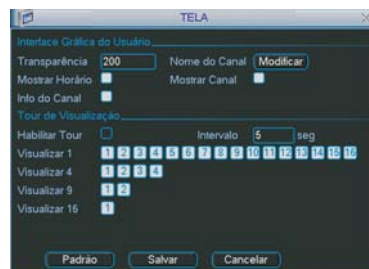 TELA
Interface Gráfica do Usuário
Transparência 200 Nome do Canal Modificar
Mostrar Horário Mostrar Canal
Info do Canal
Tour de Visualização
Habilitar Tour Intervalo 5 seg
Visualizar 1 1 2 3 4 5 6 7 8 9 10 11 12 13 14 15 16
Visualizar 4 1 2 3 4
Visualizar 9 1 2
Visualizar 16 1
Padrão Salvar Cancelar